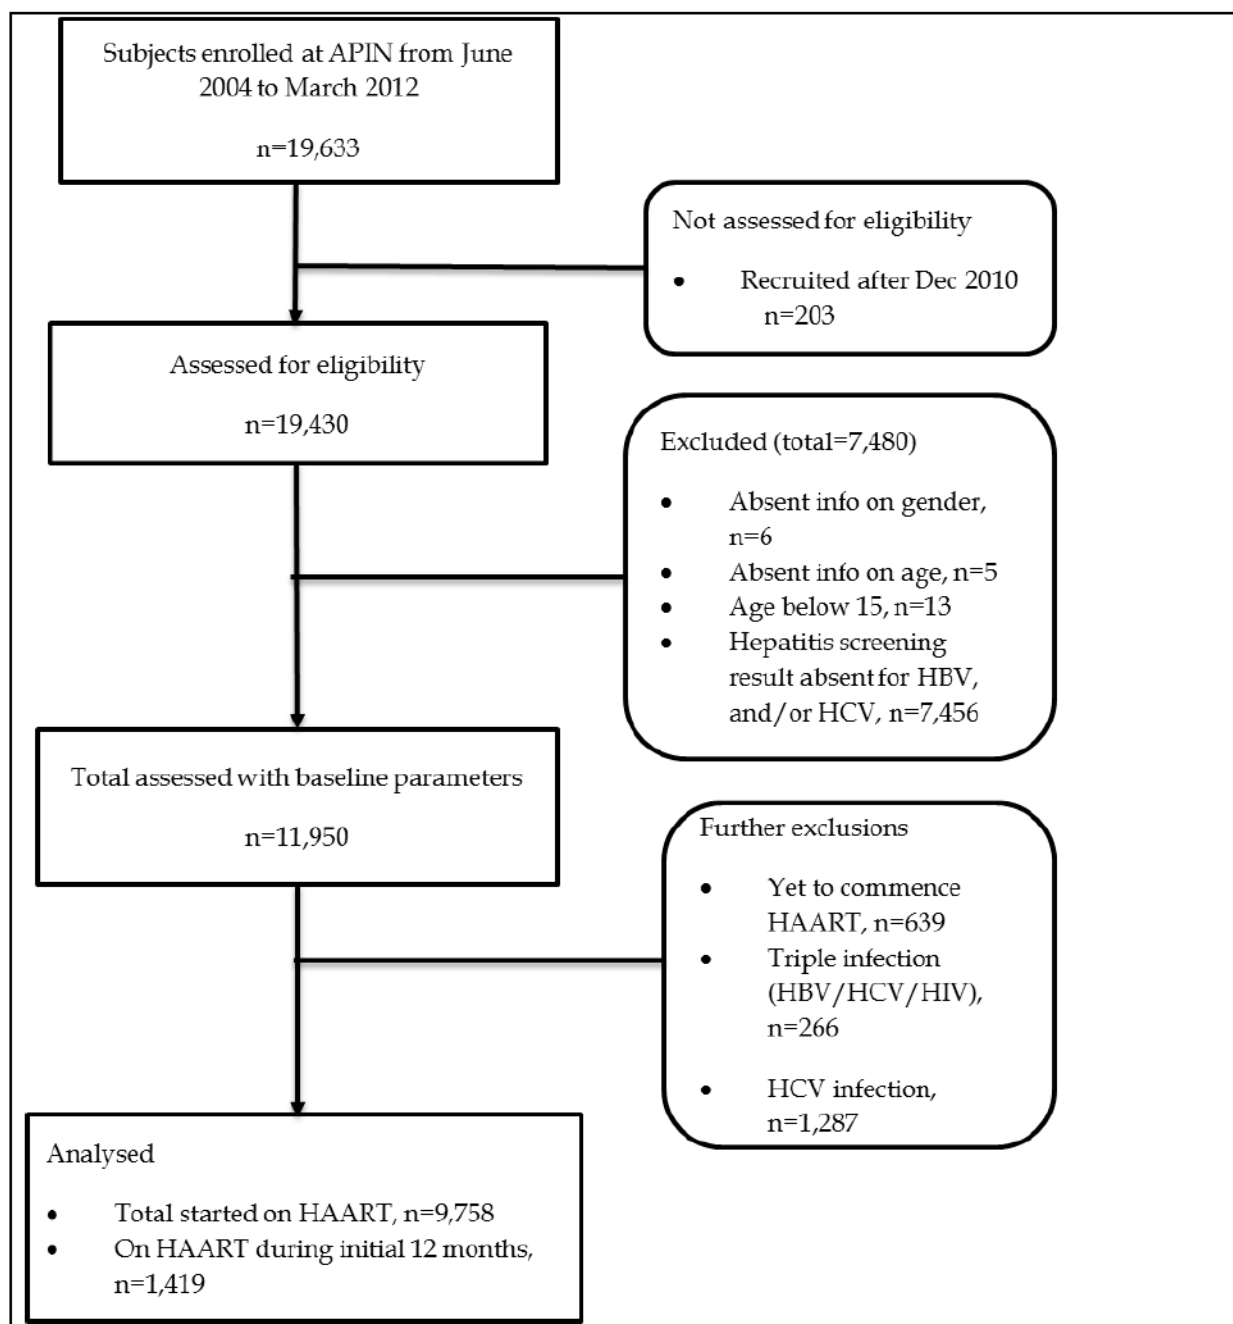 Subjects enrolled at APIN from June
2004 to March 2012
n=19,633
Not assessed for eligibility
• Recruited after Dec 2010
n=203
Assessed for eligibility
n=19,430
Excluded (total=7,480)
• Absent info on gender,
n=6
• Absent info on age, n=5
• Age below 15, n=13
• Hepatitis screening
result absent for HBV,
and/or HCV, n=7,456
Total assessed with baseline parameters
n=11,950
Further exclusions
• Yet to commence
HAART, n=639
• Triple infection
(HBV/HCV/HIV),
n=266
• HCV infection,
n=1,287
Analysed
• Total started on HAART, n=9,758
• On HAART during initial 12 months,
n=1,419